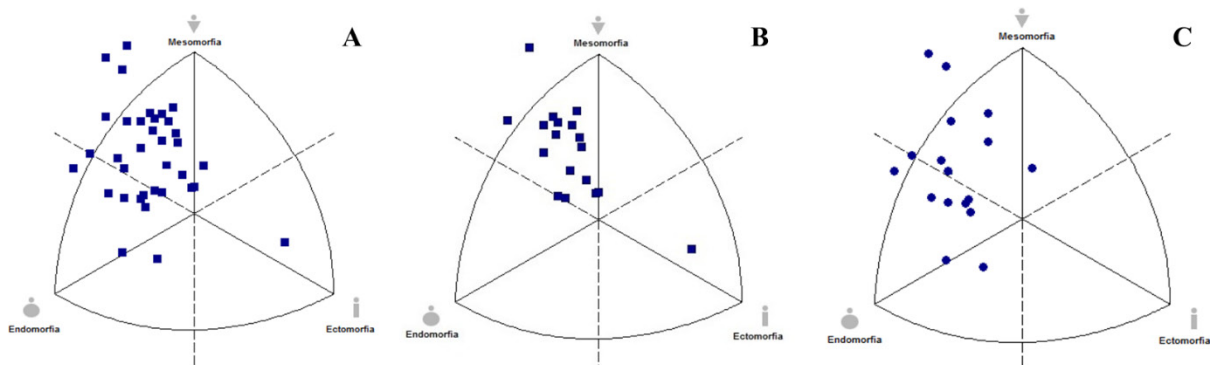 A
Mesomorfia
Endomorfia
Ectomorfia
B
Mesomorfia
Endomorfia
Ectomorfia
C
Mesomorfia
Endomorfia
Ectomorfia